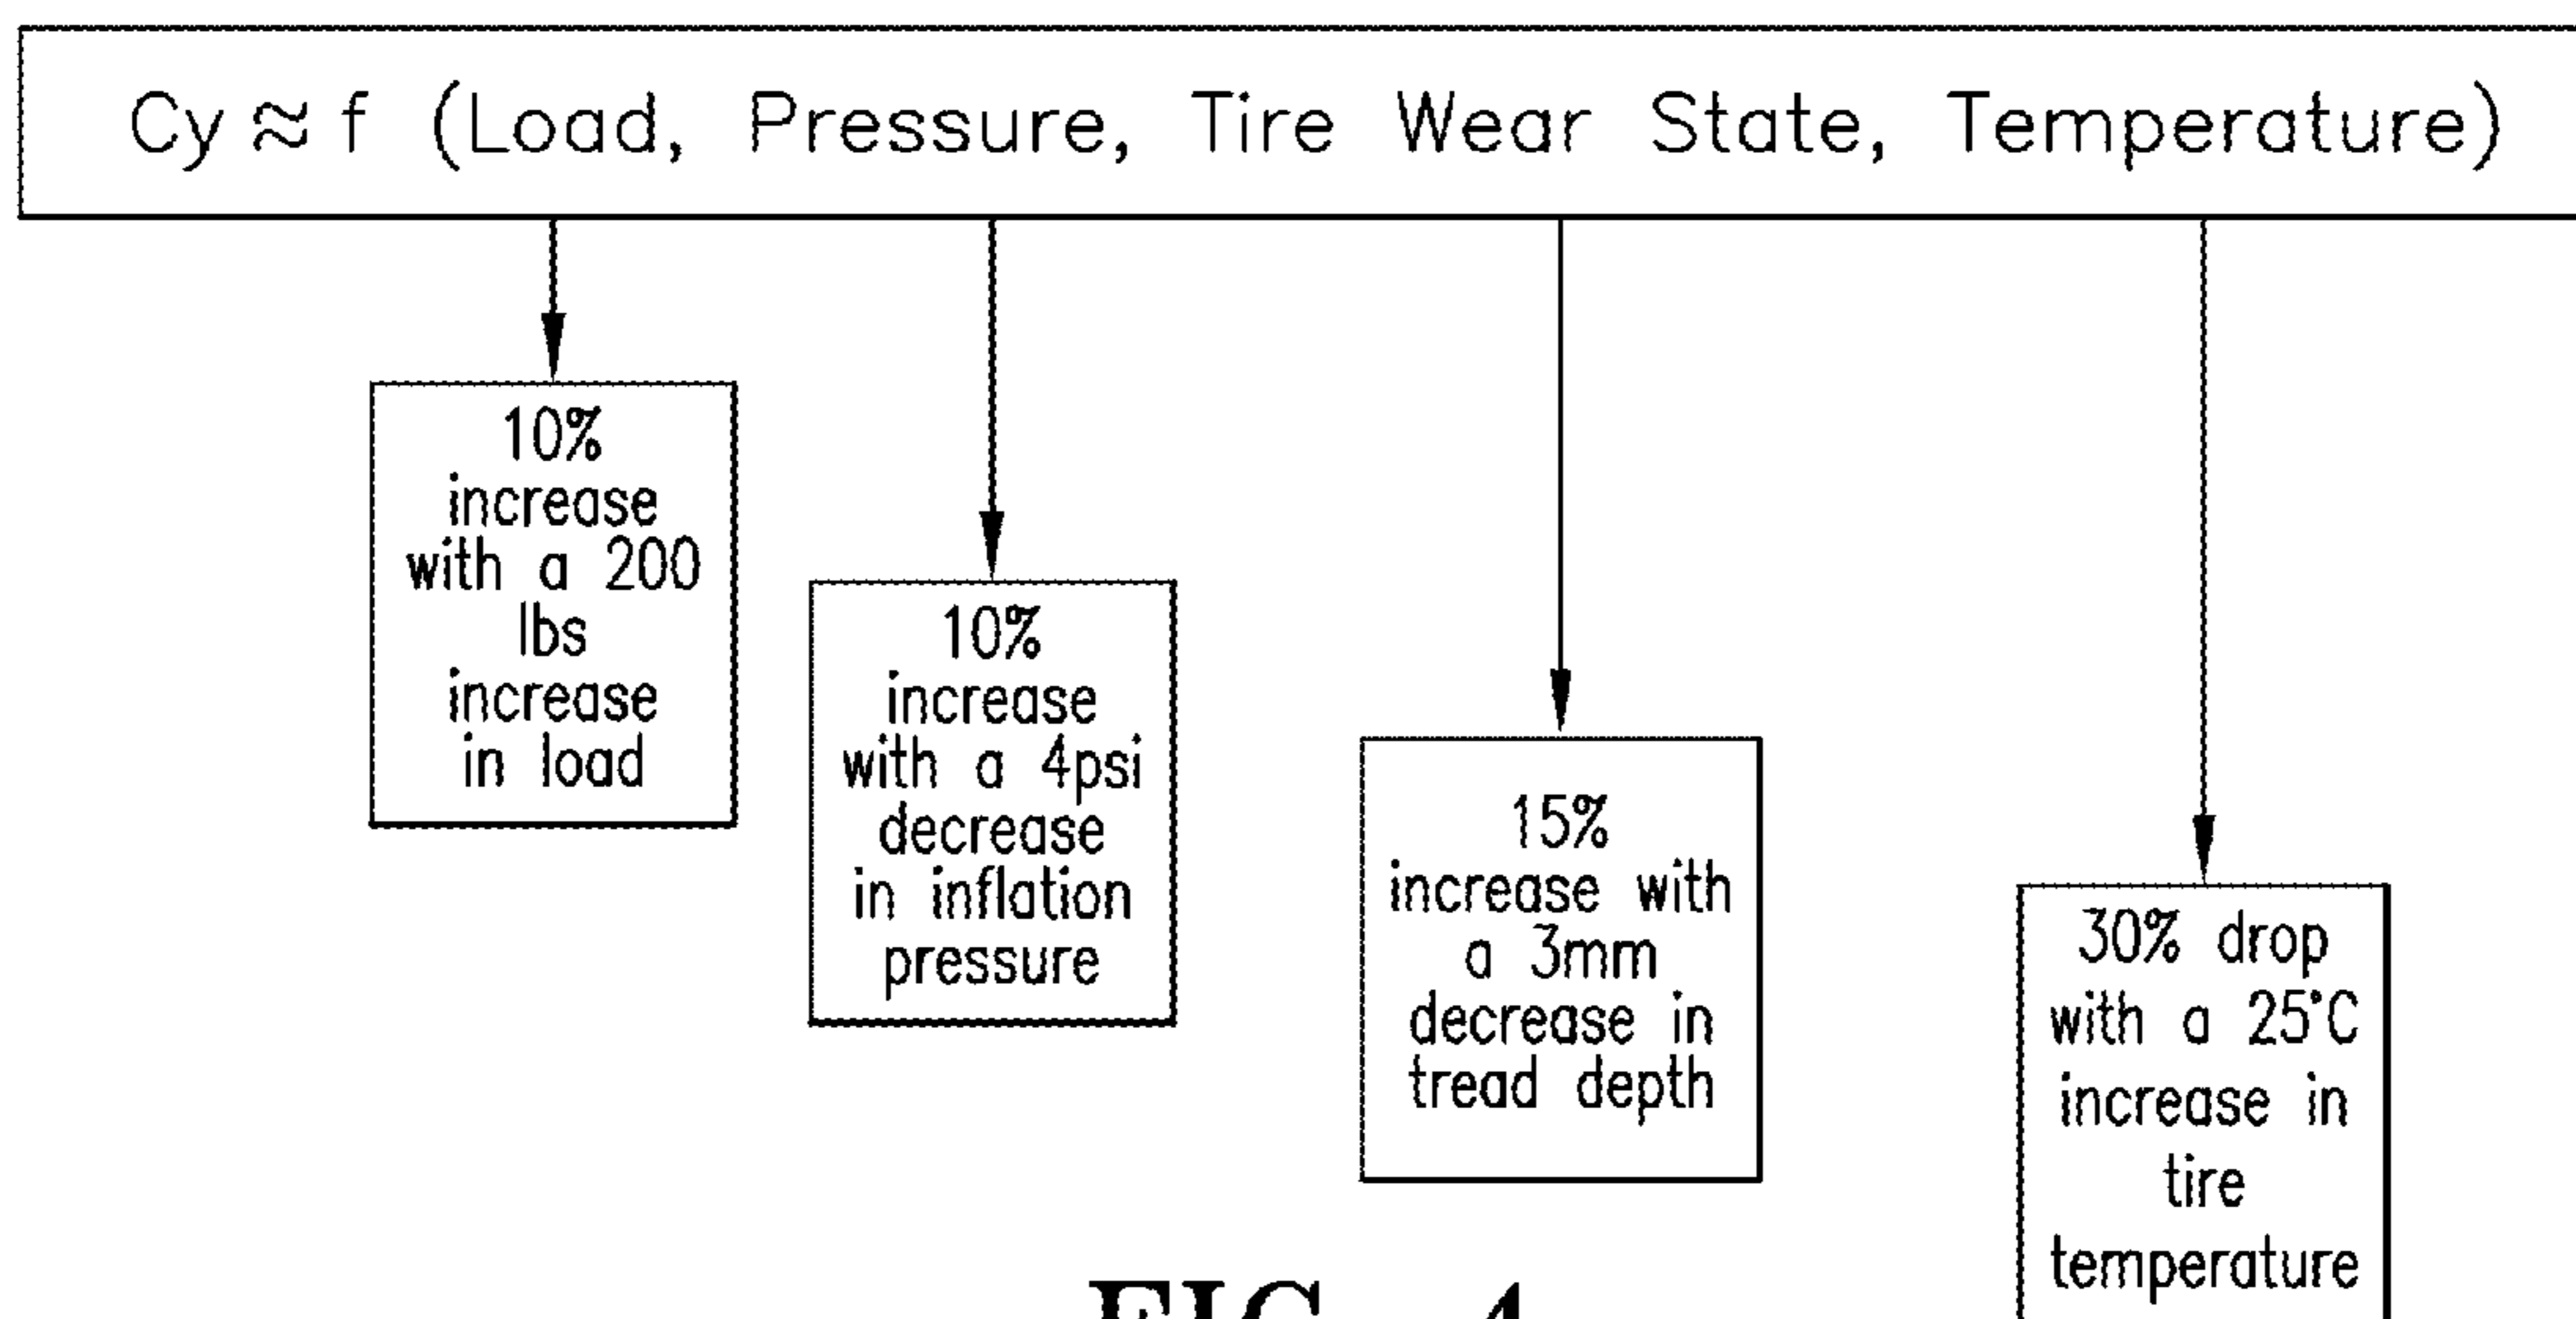 Cy ≈ f (Load, Pressure, Tire Wear State, Temperature)
10%
increase
with a 200
lbs
increase
in load
10%
increase
with a 4psi
decrease
in inflation
pressure
15%
increase with
a 3mm
decrease in
tread depth
30% drop
with a 25°C
increase in
tire
temperature
FIG. 4